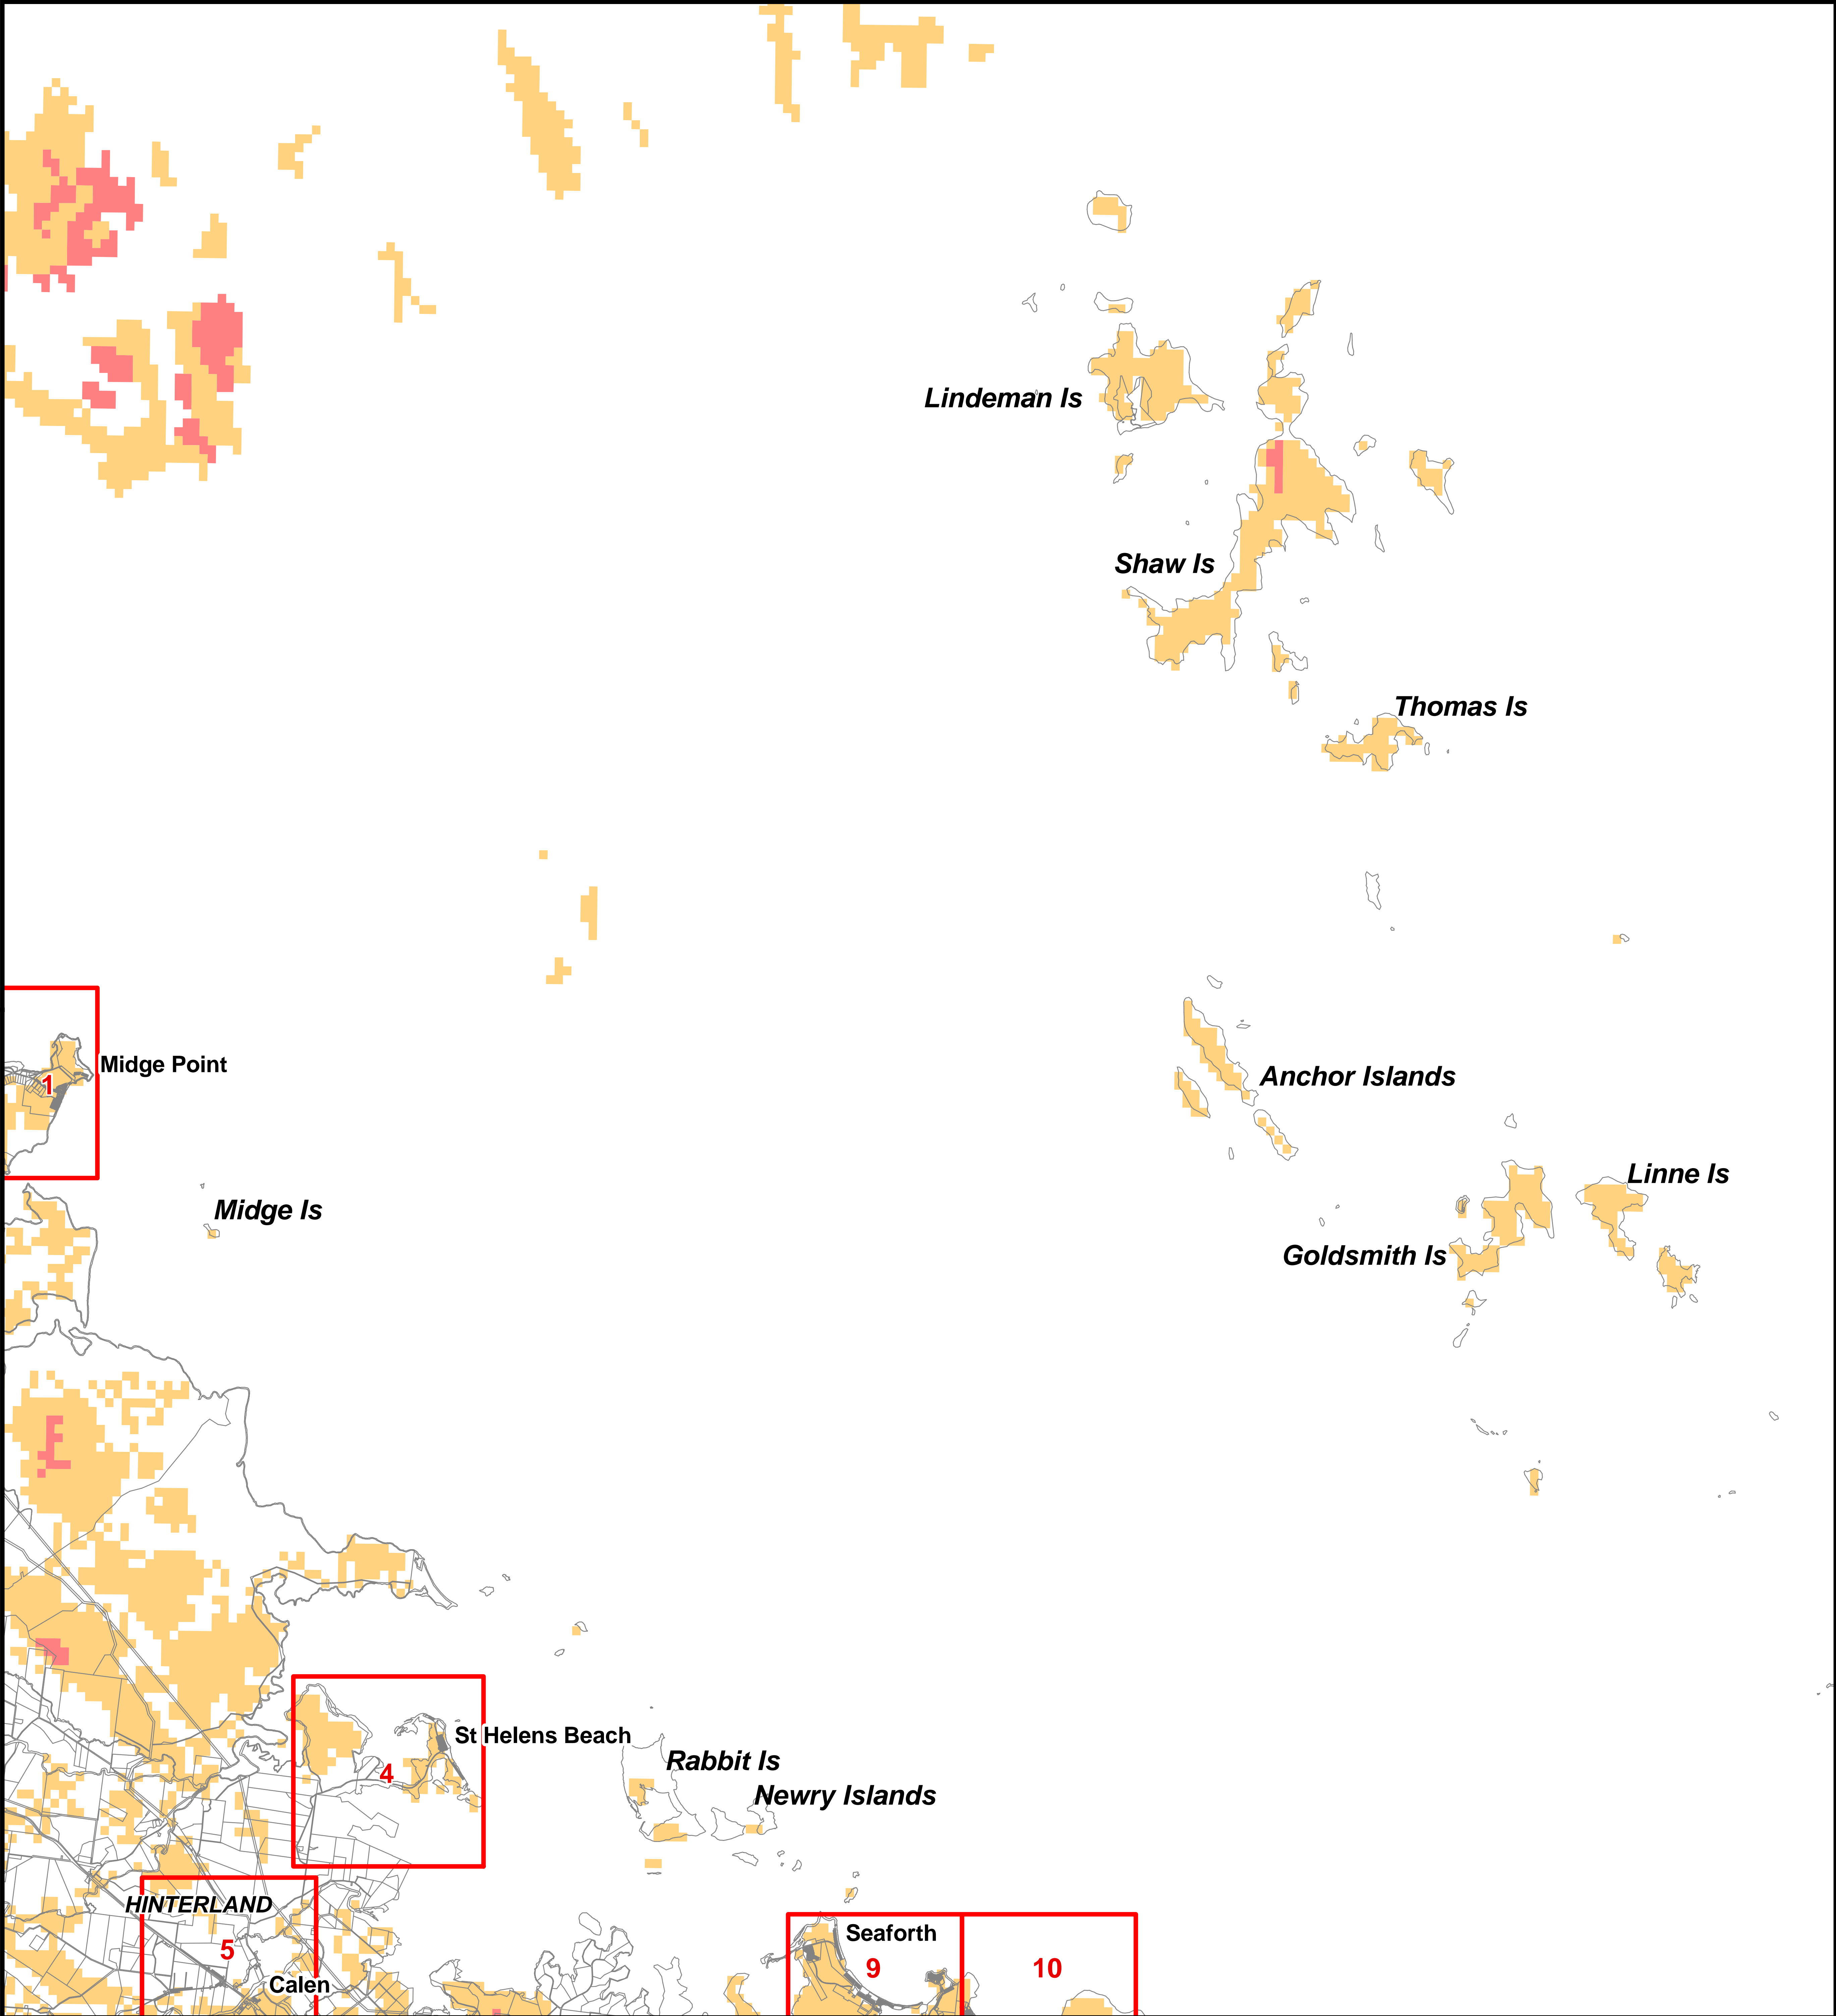 Lindeman Is
Shaw Is
Thomas Is
Midge Point
1
Anchor Islands
Midge Is
Linne Is
Goldsmith Is
St Helens Beach
4
Rabbit Is
Newry Islands
HINTERLAND
5
Calen
Seaforth
9
10